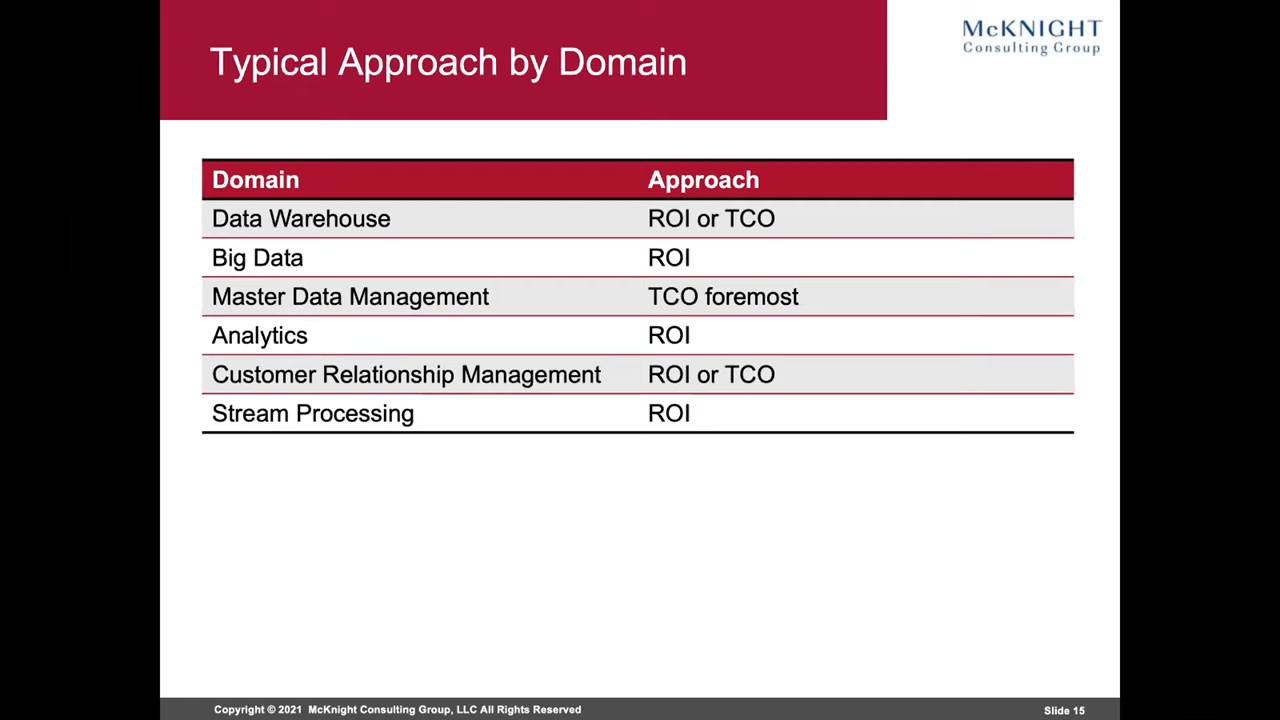 Typical Approach by Domain
McKNIGHT
Consulting Group
Domain Approach
Data Warehouse ROI or TCO
Big Data ROI
Master Data Management TCO foremost
Analytics ROI
Customer Relationship Management ROI or TCO
Stream Processing ROI
Copyright © 2021 McKnight Consulting Group, LLC All Rights Reserved Slide 15